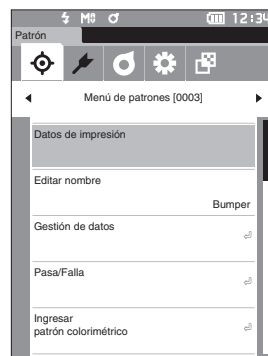 M 12:34
Patrón
Menú de patrones [0003]
Datos de impresión
Editar nombre
Bumper
Gestión de datos
Pasa/Falla
Ingresar
patrón colorimétrico